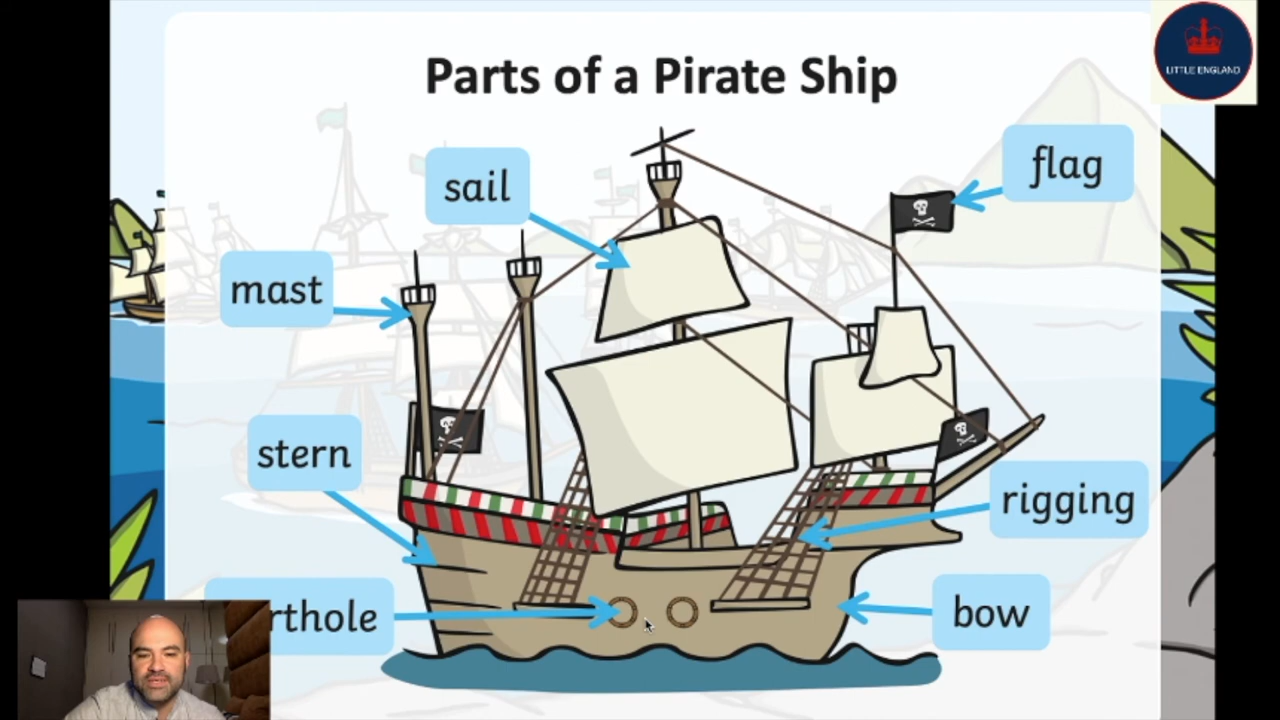 Parts of a Pirate Ship
LITTLE ENGLAND
sail
flag
mast
stern
rigging
rthole
bow